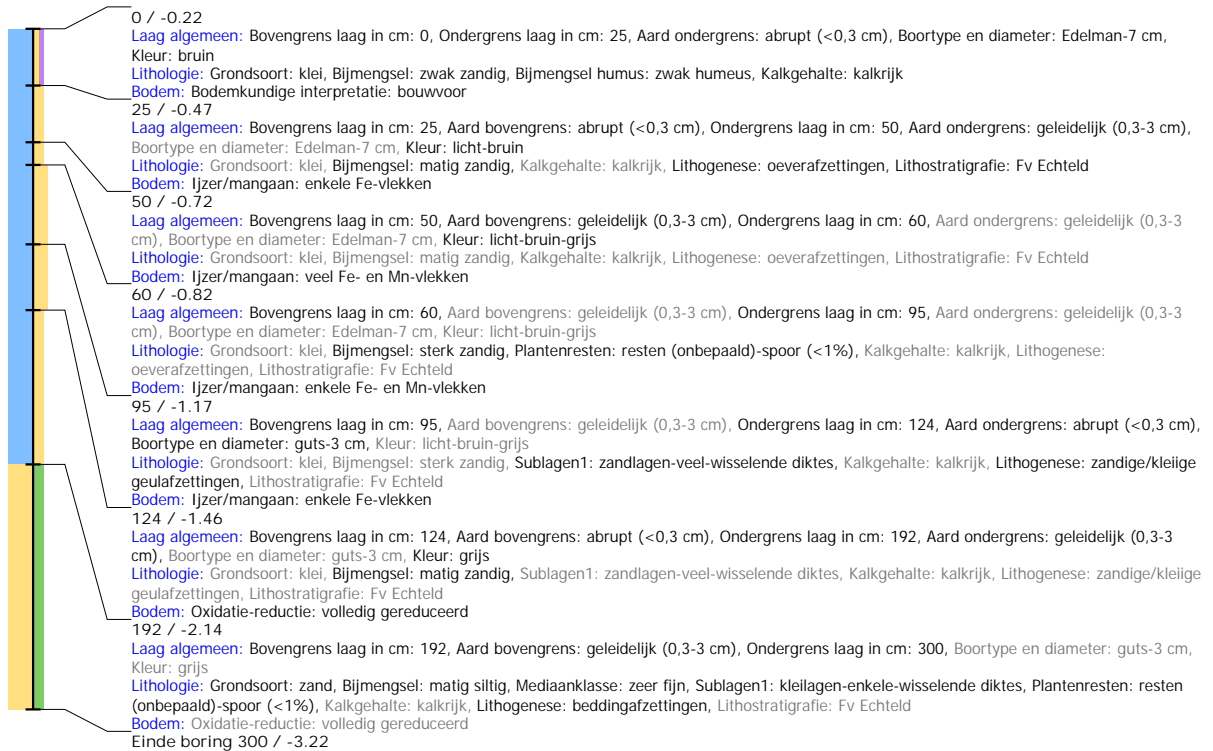 0 / -0.22
Laag algemeen: Bovengrens laag in cm: 0, Ondergrens laag in cm: 25, Aard ondergrens: abrupt (<0,3 cm), Boortype en diameter: Edelman-7 cm,
Kleur: bruin
Lithologie: Grondsoort: klei, Bijmengsel: zwak zandig, Bijmengsel humus: zwak humeus, Kalkgehalte: kalkrijk
Bodem: Bodemkundige interpretatie: bouwvoor
25 / -0.47
Laag algemeen: Bovengrens laag in cm: 25, Aard bovengrens: abrupt (<0,3 cm), Ondergrens laag in cm: 50, Aard ondergrens: geleidelijk (0,3-3 cm),
Boortype en diameter: Edelman-7 cm, Kleur: licht-bruin
Lithologie: Grondsoort: klei, Bijmengsel: matig zandig, Kalkgehalte: kalkrijk, Lithogenese: oeverafzettingen, Lithostratigrafie: Fv Echteld
Bodem: Ijzer/mangaan: enkele Fe-vlekken
50 / -0.72
Laag algemeen: Bovengrens laag in cm: 50, Aard bovengrens: geleidelijk (0,3-3 cm), Ondergrens laag in cm: 60, Aard ondergrens: geleidelijk (0,3-3
cm), Boortype en diameter: Edelman-7 cm, Kleur: licht-bruin-grijs
Lithologie: Grondsoort: klei, Bijmengsel: matig zandig, Kalkgehalte: kalkrijk, Lithogenese: oeverafzettingen, Lithostratigrafie: Fv Echteld
Bodem: Ijzer/mangaan: veel Fe- en Mn-vlekken
60 / -0.82
Laag algemeen: Bovengrens laag in cm: 60, Aard bovengrens: geleidelijk (0,3-3 cm), Ondergrens laag in cm: 95, Aard ondergrens: geleidelijk (0,3-3
cm), Boortype en diameter: Edelman-7 cm, Kleur: licht-bruin-grijs
Lithologie: Grondsoort: klei, Bijmengsel: sterk zandig, Plantenresten: resten (onbepaald)-spoor (<1%), Kalkgehalte: kalkrijk, Lithogenese:
oeverafzettingen, Lithostratigrafie: Fv Echteld
Bodem: Ijzer/mangaan: enkele Fe- en Mn-vlekken
95 / -1.17
Laag algemeen: Bovengrens laag in cm: 95, Aard bovengrens: geleidelijk (0,3-3 cm), Ondergrens laag in cm: 124, Aard ondergrens: abrupt (<0,3 cm),
Boortype en diameter: guts-3 cm, Kleur: licht-bruin-grijs
Lithologie: Grondsoort: klei, Bijmengsel: sterk zandig, Sublagen1: zandlagen-veel-wisselende diktes, Kalkgehalte: kalkrijk, Lithogenese: zandige/kleiige
geulafzettingen, Lithostratigrafie: Fv Echteld
Bodem: Ijzer/mangaan: enkele Fe-vlekken
124 / -1.46
Laag algemeen: Bovengrens laag in cm: 124, Aard bovengrens: abrupt (<0,3 cm), Ondergrens laag in cm: 192, Aard ondergrens: geleidelijk (0,3-3
cm), Boortype en diameter: guts-3 cm, Kleur: grijs
Lithologie: Grondsoort: klei, Bijmengsel: matig zandig, Sublagen1: zandlagen-veel-wisselende diktes, Kalkgehalte: kalkrijk, Lithogenese: zandige/kleiige
geulafzettingen, Lithostratigrafie: Fv Echteld
Bodem: Oxidatie-reductie: volledig gereduceerd
192 / -2.14
Laag algemeen: Bovengrens laag in cm: 192, Aard bovengrens: geleidelijk (0,3-3 cm), Ondergrens laag in cm: 300, Boortype en diameter: guts-3 cm,
Kleur: grijs
Lithologie: Grondsoort: zand, Bijmengsel: matig siltig, Mediaanklasse: zeer fijn, Sublagen1: kleilagen-enkele-wisselende diktes, Plantenresten: resten
(onbepaald)-spoor (<1%), Kalkgehalte: kalkrijk, Lithogenese: beddingafzettingen, Lithostratigrafie: Fv Echteld
Bodem: Oxidatie-reductie: volledig gereduceerd
Einde boring 300 / -3.22